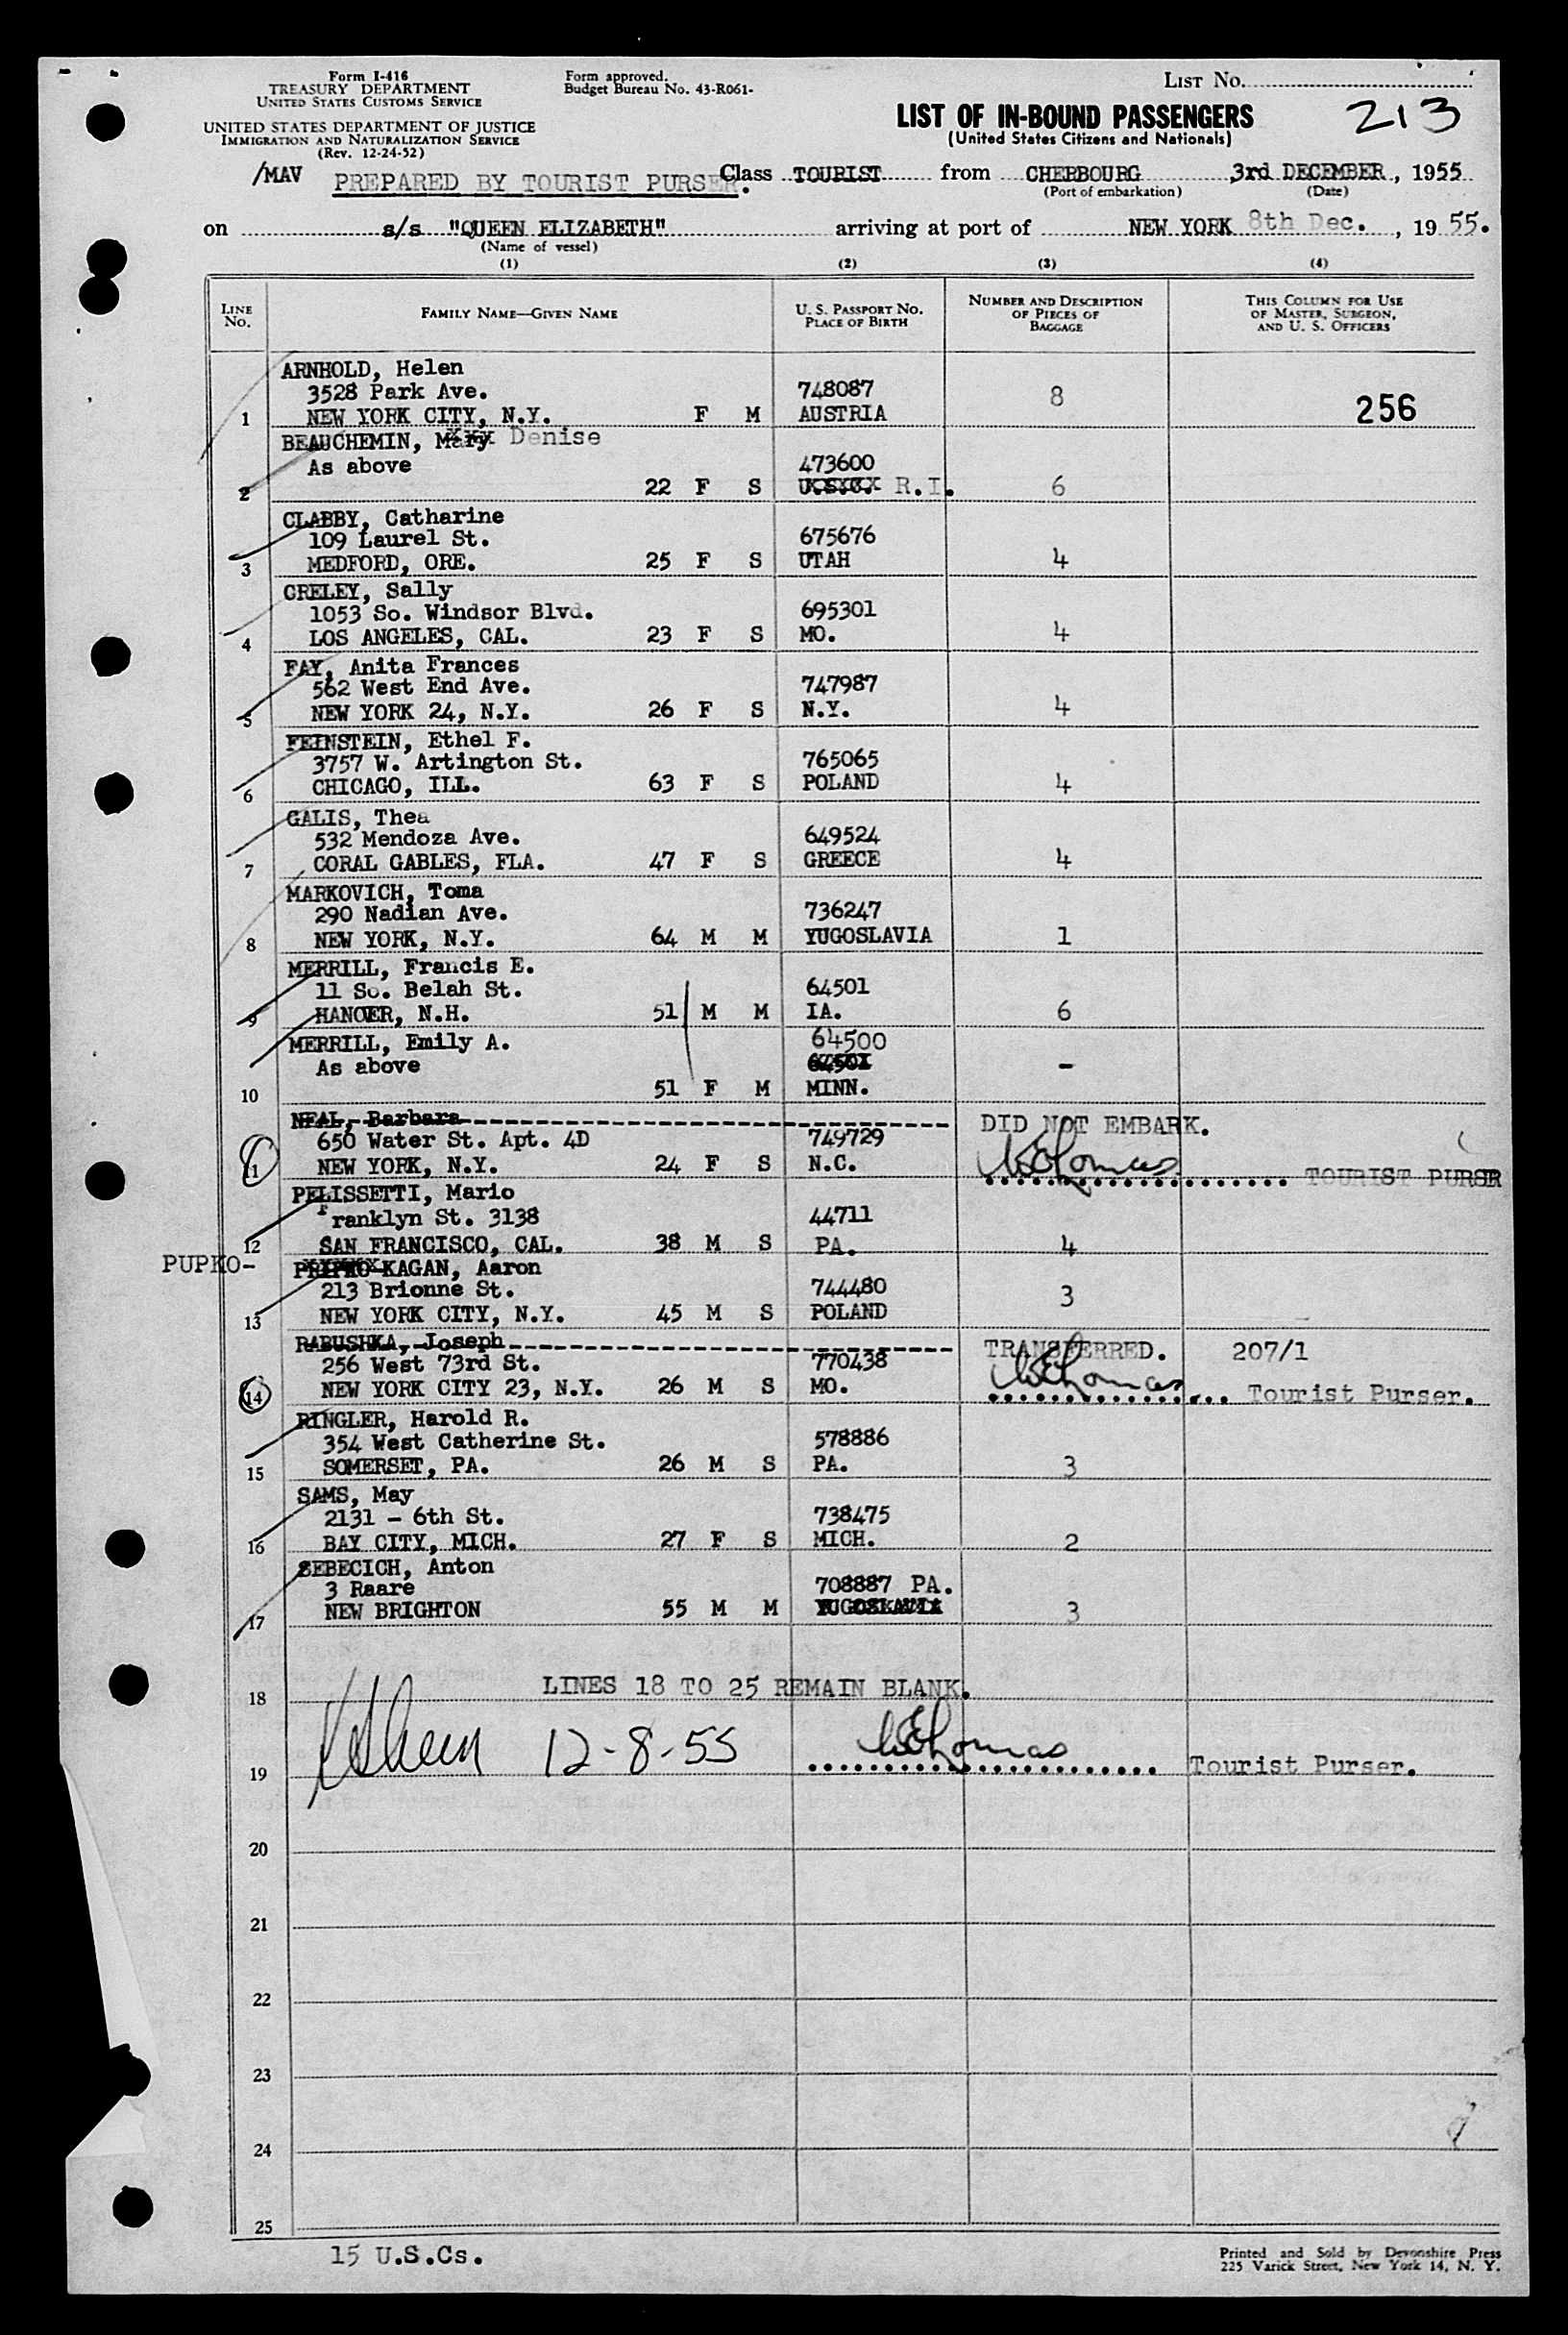 Form I-416
TREASURY DEPARTMENT
UNITED STATES CUSTOMS SERVICE
UNITED STATES DEPARTMENT OF JUSTICE
IMMIGRATION AND NATURALIZATION SERVICE
(Rev. 12-24-52)
Form approved.
Budget Bureau No. 43-R061-
LIST NO.
213
LIST OF IN-BOUND PASSENGERS
(United States Citizens and Nationals)
/MAV PREPARED BY TOURIST PURSER. Class TOURIST from CHERBOURG 3rd DECEMBER, 1955
(Port of embarkation) (Date)
on s/s "QUEEN ELIZABETH" arriving at port of NEW YORK 8th Dec., 1955.
(Name of vessel)
(1) (2) (3) (4)
LINE NO. FAMILY NAME—GIVEN NAME U. S. PASSPORT NO. PLACE OF BIRTH NUMBER AND DESCRIPTION OF PIECES OF BAGGAGE THIS COLUMN FOR USE OF MASTER, SURGEON, AND U. S. OFFICERS
ARNHOLD, Helen
3528 Park Ave. 748087 8
1 NEW YORK CITY, N.Y. F M AUSTRIA 256
BEAUCHEMIN, Mary Denise
As above 473600
2 22 F S U.S.C. R.I. 6
CLABBY, Catharine
109 Laurel St. 675676
3 MEDFORD, ORE. 25 F S UTAH 4
CRELEY, Sally
1053 So. Windsor Blvd. 695301
4 LOS ANGELES, CAL. 23 F S MO. 4
FAY, Anita Frances
562 West End Ave. 747987
5 NEW YORK 24, N.Y. 26 F S N.Y. 4
FEINSTEIN, Ethel F.
3757 W. Artington St. 765065
6 CHICAGO, ILL. 63 F S POLAND 4
GALIS, Thea
532 Mendoza Ave. 649524
7 CORAL GABLES, FLA. 47 F S GREECE 4
MARKOVICH, Toma
290 Nadian Ave. 736247
8 NEW YORK, N.Y. 64 M M YUGOSLAVIA 1
MERRILL, Francis E.
11 So. Belah St. 64501
9 HANOVER, N.H. 51 M M IA. 6
MERRILL, Emily A. 64500
As above 64501 -
10 51 F M MINN.
NEAL, Barbara DID NOT EMBARK.
650 Water St. Apt. 4D 749729
11 NEW YORK, N.Y. 24 F S N.C. TOURIST PURSR
PELISSETTI, Mario
Franklyn St. 3138 44711
12 SAN FRANCISCO, CAL. 38 M S PA. 4
PUPKO- PRIPKO-KAGAN, Aaron
213 Brionne St. 744480 3
13 NEW YORK CITY, N.Y. 45 M S POLAND
RABUSHKA, Joseph TRANSFERRED. 207/1
256 West 73rd St. 770438
14 NEW YORK CITY 23, N.Y. 26 M S MO. Tourist Purser.
RINGLER, Harold R.
354 West Catherine St. 578886
15 SOMERSET, PA. 26 M S PA. 3
SAMS, May
2131 - 6th St. 738475
16 BAY CITY, MICH. 27 F S MICH. 2
SEBECICH, Anton
3 Raare 708887 PA.
17 NEW BRIGHTON 55 M M YUGOSLAVIA 3
18 LINES 18 TO 25 REMAIN BLANK.
12-8-55
19 Tourist Purser.
20
21
22
23
24
25
15 U.S.Cs.
Printed and Sold by Devonshire Press
225 Varick Street, New York 14, N. Y.